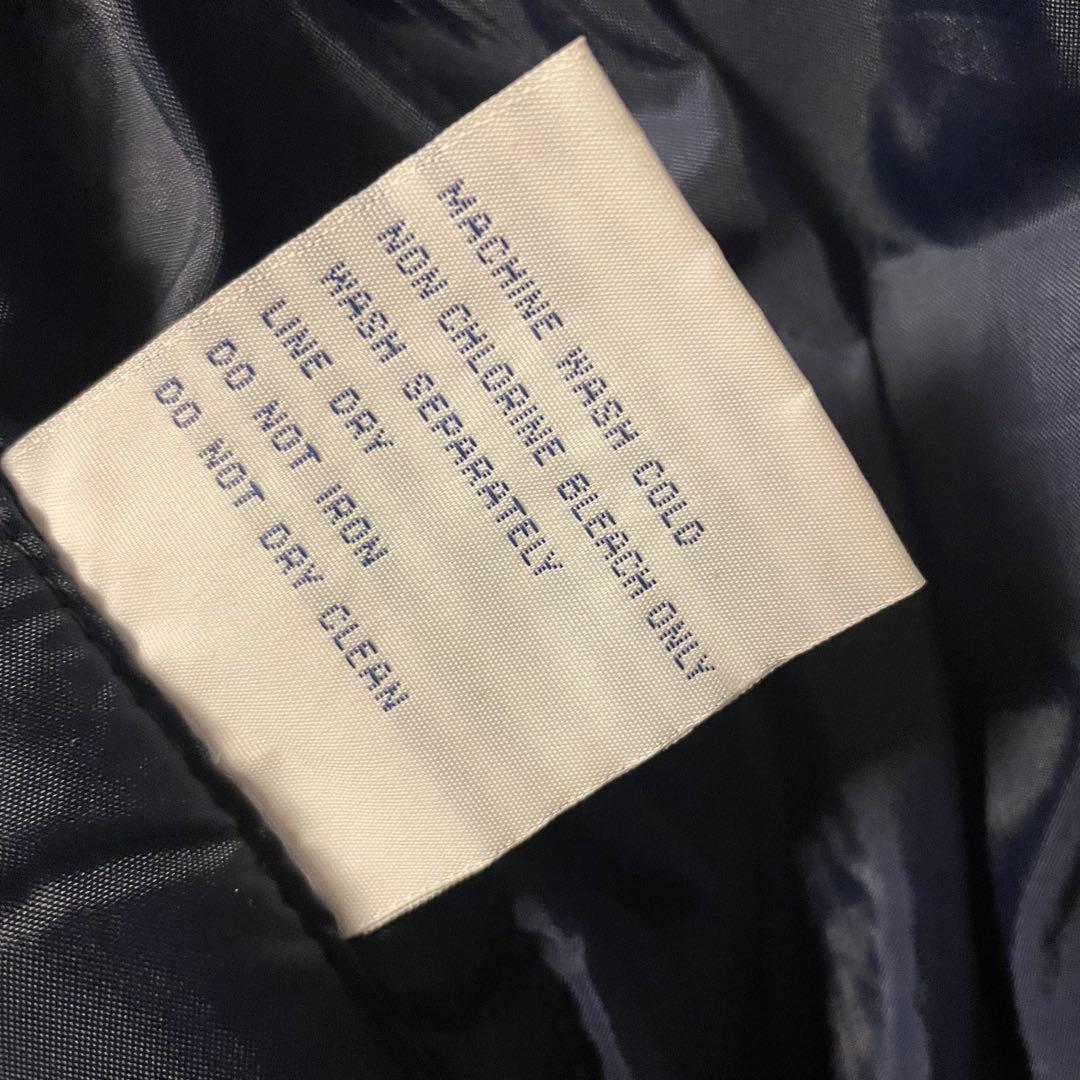 MACHINE WASH COLD
NON CHLORINE BLEACH ONLY
WASH SEPARATELY
LINE DRY
DO NOT IRON
DO NOT DRY CLEAN